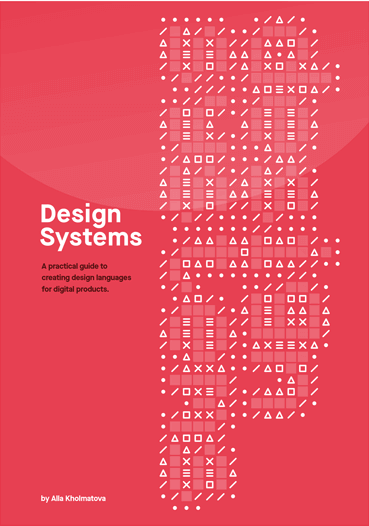 Design
Systems
A practical guide to
creating design languages
for digital products.
by Alla Kholmatova